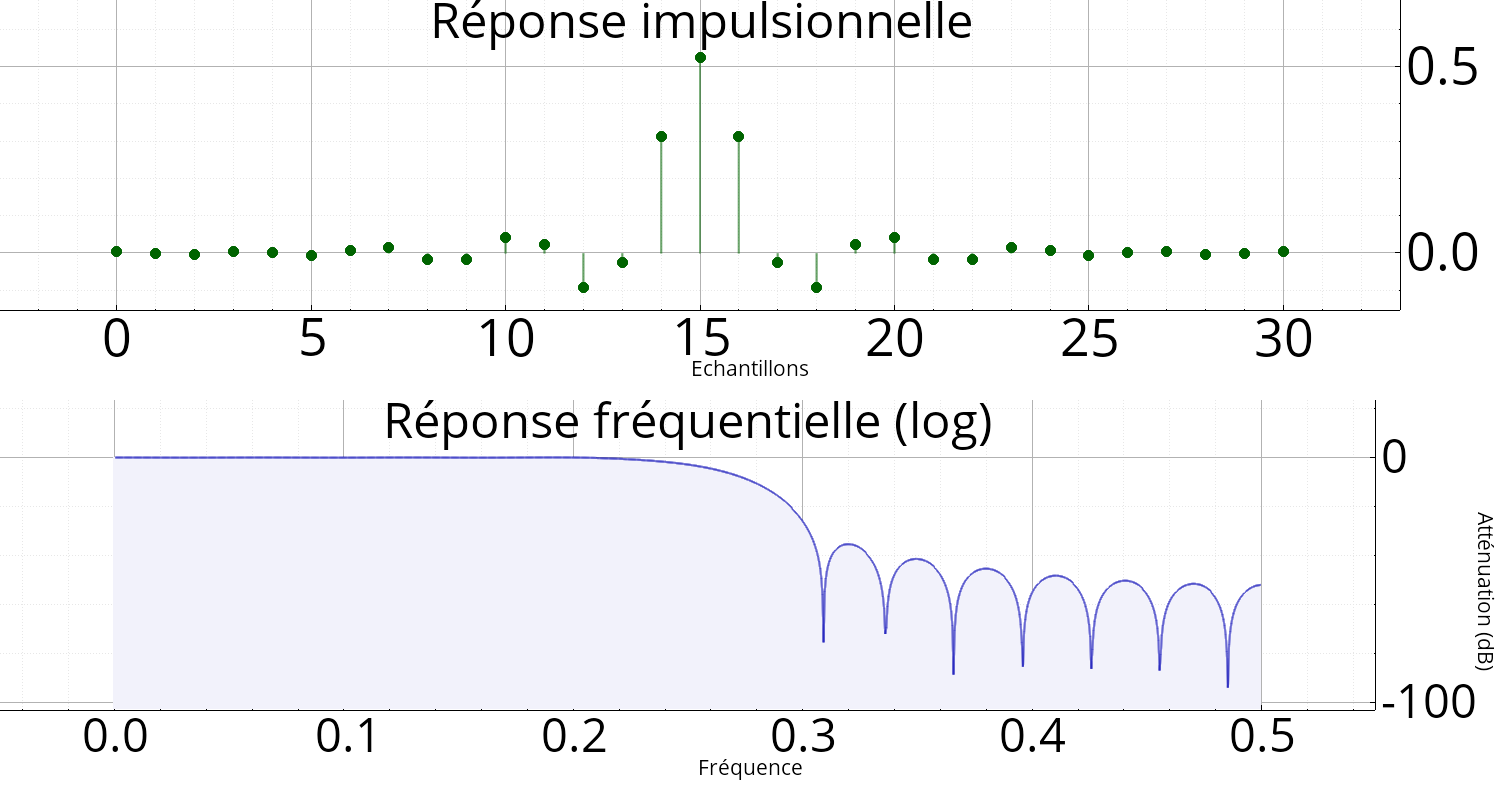 Réponse impulsionnelle
0.5
0.0
0 5 10 15 20 25 30
Echantillons
Réponse fréquentielle (log)
0
Atténuation (dB)
-100
0.0 0.1 0.2 0.3 0.4 0.5
Fréquence